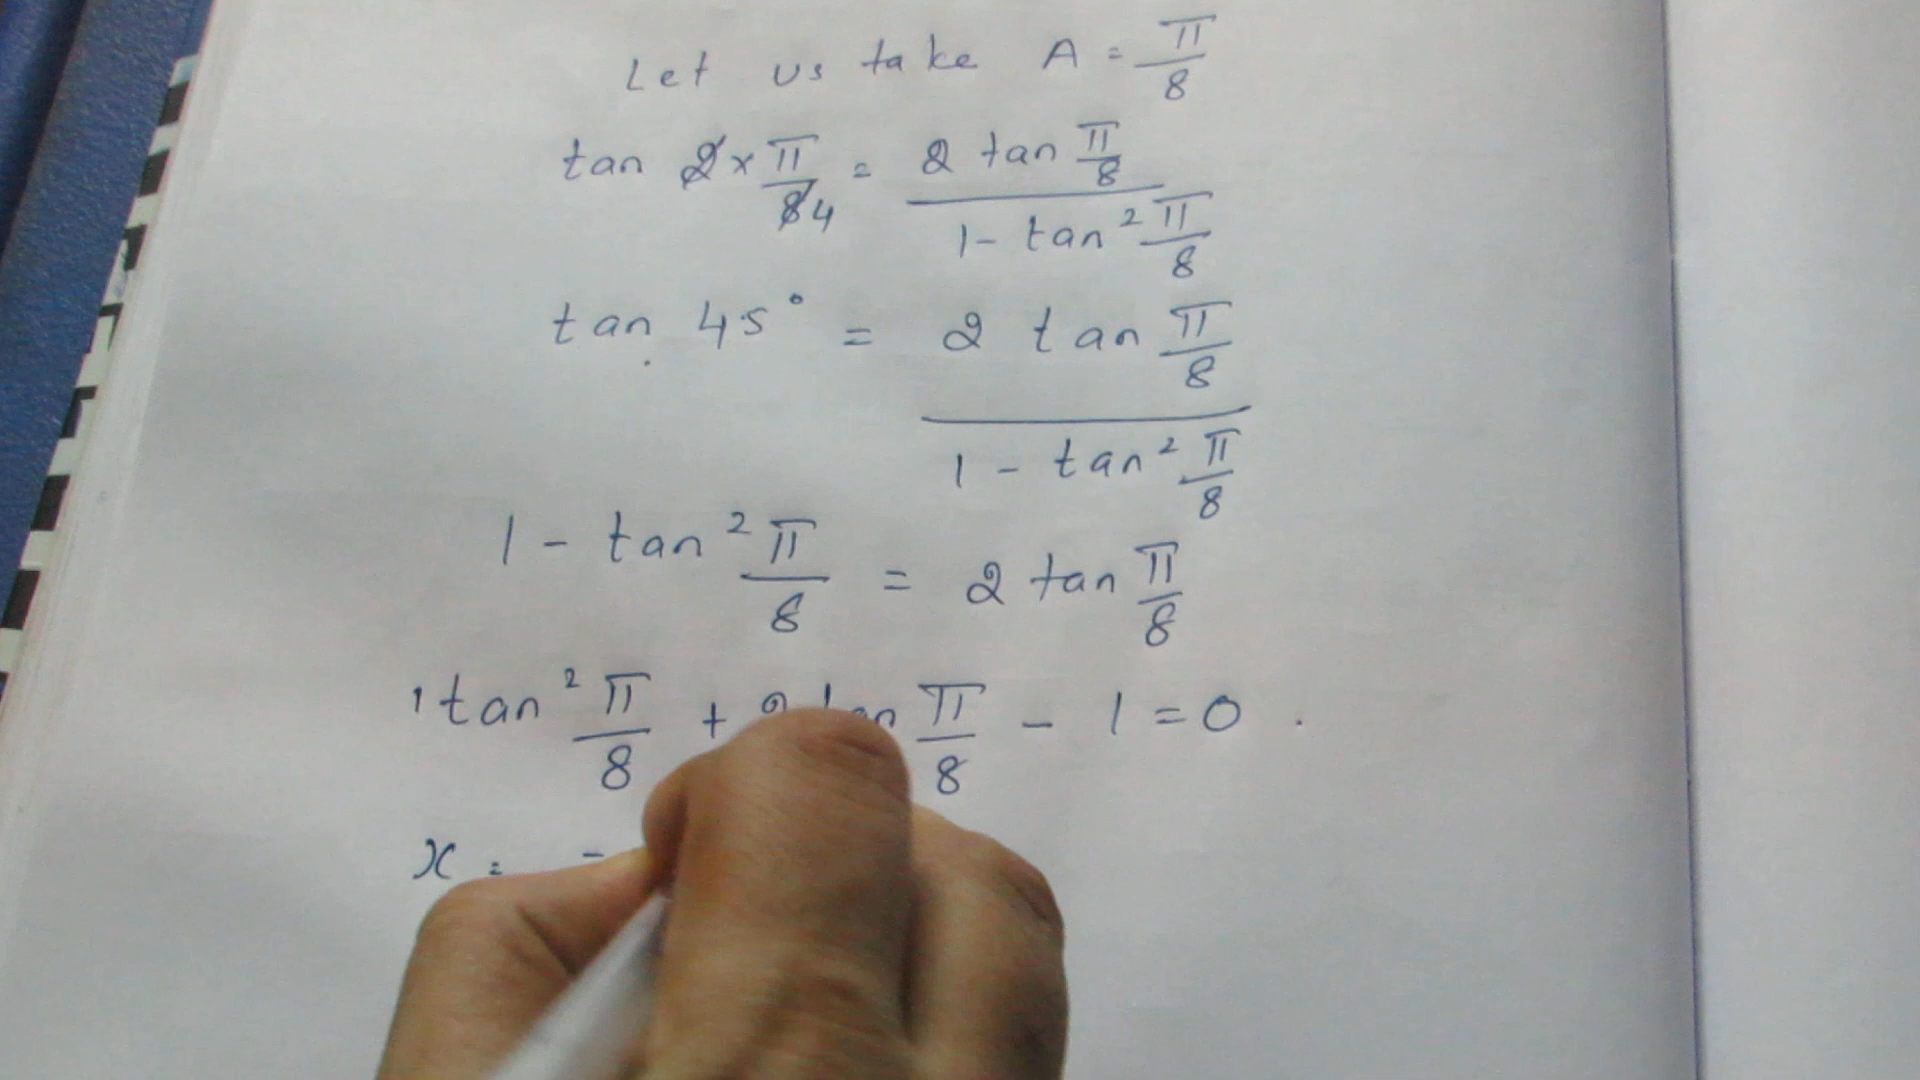 Let us take A = π/8
tan 2 × π/8 4 = 2 tan π/8 / 1 - tan² π/8
tan 45° = 2 tan π/8 / 1 - tan² π/8
1 - tan² π/8 = 2 tan π/8
1 tan² π/8 + π/8 - 1 = 0 .
x = -